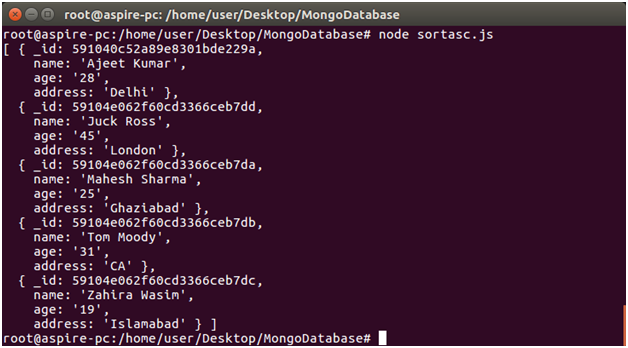 root@aspire-pc: /home/user/Desktop/MongoDatabase
root@aspire-pc:/home/user/Desktop/MongoDatabase# node sortasc.js
[ { _id: 591040c52a89e8301bde229a,
    name: 'Ajeet Kumar',
    age: '28',
    address: 'Delhi' },
  { _id: 59104e062f60cd3366ceb7dd,
    name: 'Juck Ross',
    age: '45',
    address: 'London' },
  { _id: 59104e062f60cd3366ceb7da,
    name: 'Mahesh Sharma',
    age: '25',
    address: 'Ghaziabad' },
  { _id: 59104e062f60cd3366ceb7db,
    name: 'Tom Moody',
    age: '31',
    address: 'CA' },
  { _id: 59104e062f60cd3366ceb7dc,
    name: 'Zahira Wasim',
    age: '19',
    address: 'Islamabad' } ]
root@aspire-pc:/home/user/Desktop/MongoDatabase#